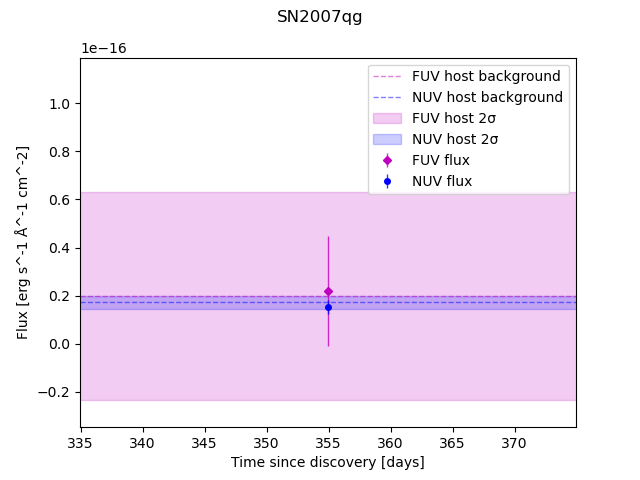 SN2007qg
1e−16
FUV host background
NUV host background
FUV host 2σ
NUV host 2σ
FUV flux
NUV flux
1.0
0.8
0.6
0.4
0.2
0.0
−0.2
Flux [erg s^-1 Å^-1 cm^-2]
335 340 345 350 355 360 365 370
Time since discovery [days]